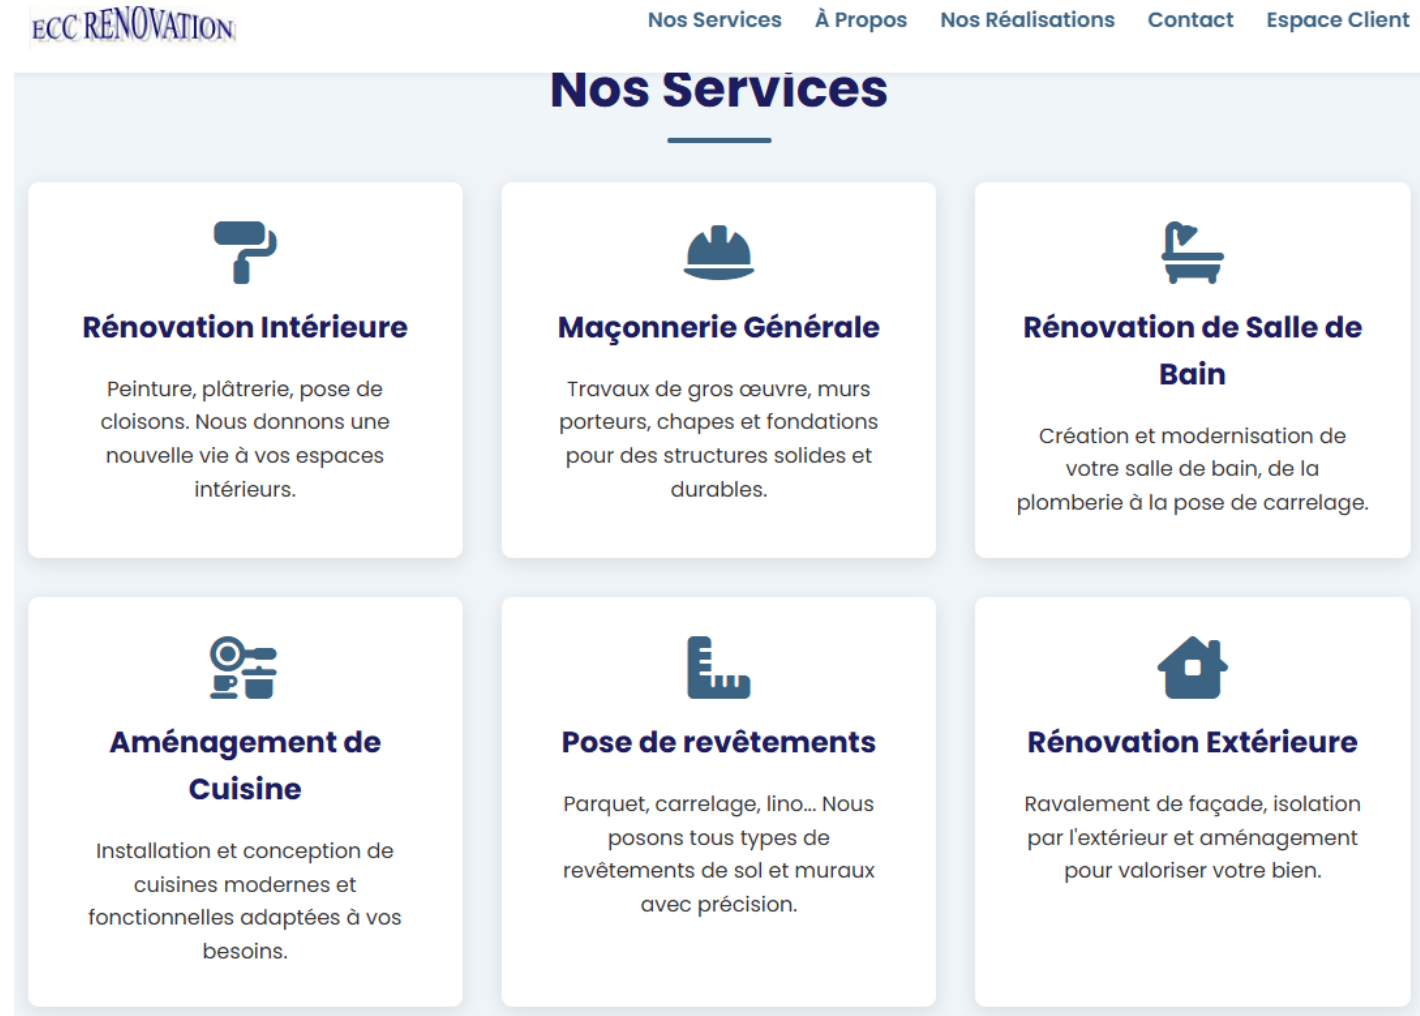 ECC RENOVATION
Nos Services À Propos Nos Réalisations Contact Espace Client
Nos Services
Rénovation Intérieure
Peinture, plâtrerie, pose de
cloisons. Nous donnons une
nouvelle vie à vos espaces
intérieurs.
Maçonnerie Générale
Travaux de gros œuvre, murs
porteurs, chapes et fondations
pour des structures solides et
durables.
Rénovation de Salle de
Bain
Création et modernisation de
votre salle de bain, de la
plomberie à la pose de carrelage.
Aménagement de
Cuisine
Installation et conception de
cuisines modernes et
fonctionnelles adaptées à vos
besoins.
Pose de revêtements
Parquet, carrelage, lino... Nous
posons tous types de
revêtements de sol et muraux
avec précision.
Rénovation Extérieure
Ravalement de façade, isolation
par l'extérieur et aménagement
pour valoriser votre bien.